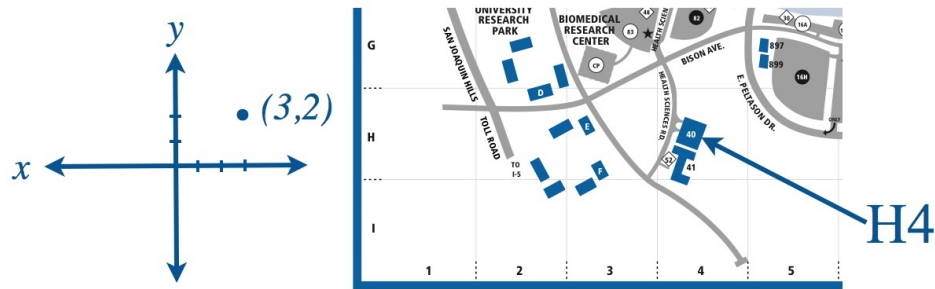 y
x
(3,2)
G
H
I
1
2
3
4
5
UNIVERSITY
RESEARCH
PARK
BIOMEDICAL
RESEARCH
CENTER
SAN JOAQUIN HILLS
TOLL ROAD
TO
I-5
HEALTH SCIEN
HEALTH SCIENCES RD.
BISON AVE.
E. PELTASON DR.
48
83
82
CP
16A
897
899
16H
ONLY
D
E
F
40
41
52
H4